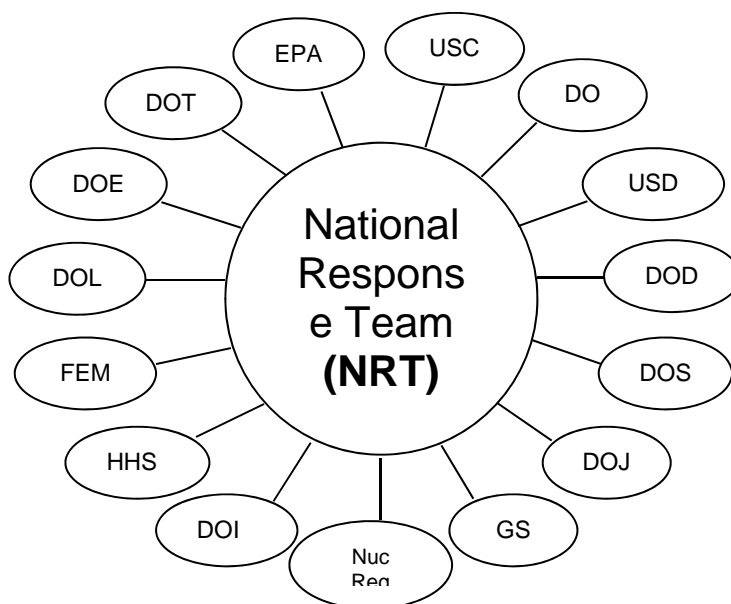 EPA
USC
DOT
DO
DOE
USD
National
Respons
e Team
(NRT)
DOL
DOD
FEM
DOS
HHS
DOJ
DOI
GS
Nuc
Reg